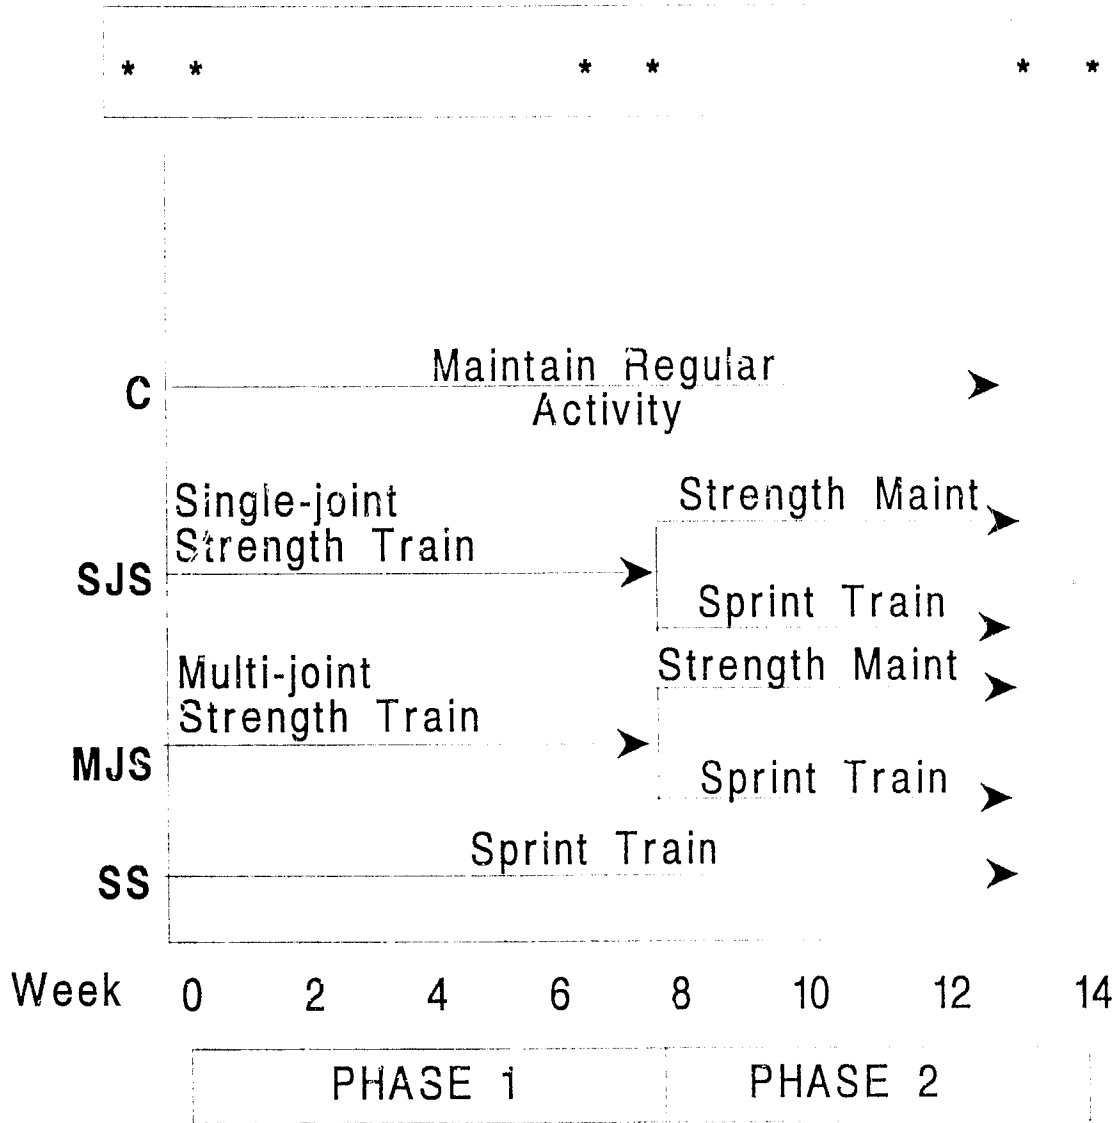 * * * * * *
Maintain Regular
C
Activity
Single-joint
Strength Maint
Strength Train
SJS
Sprint Train
Multi-joint
Strength Maint
Strength Train
MJS
Sprint Train
Sprint Train
SS
Week 0 2 4 6 8 10 12 14
PHASE 1 PHASE 2